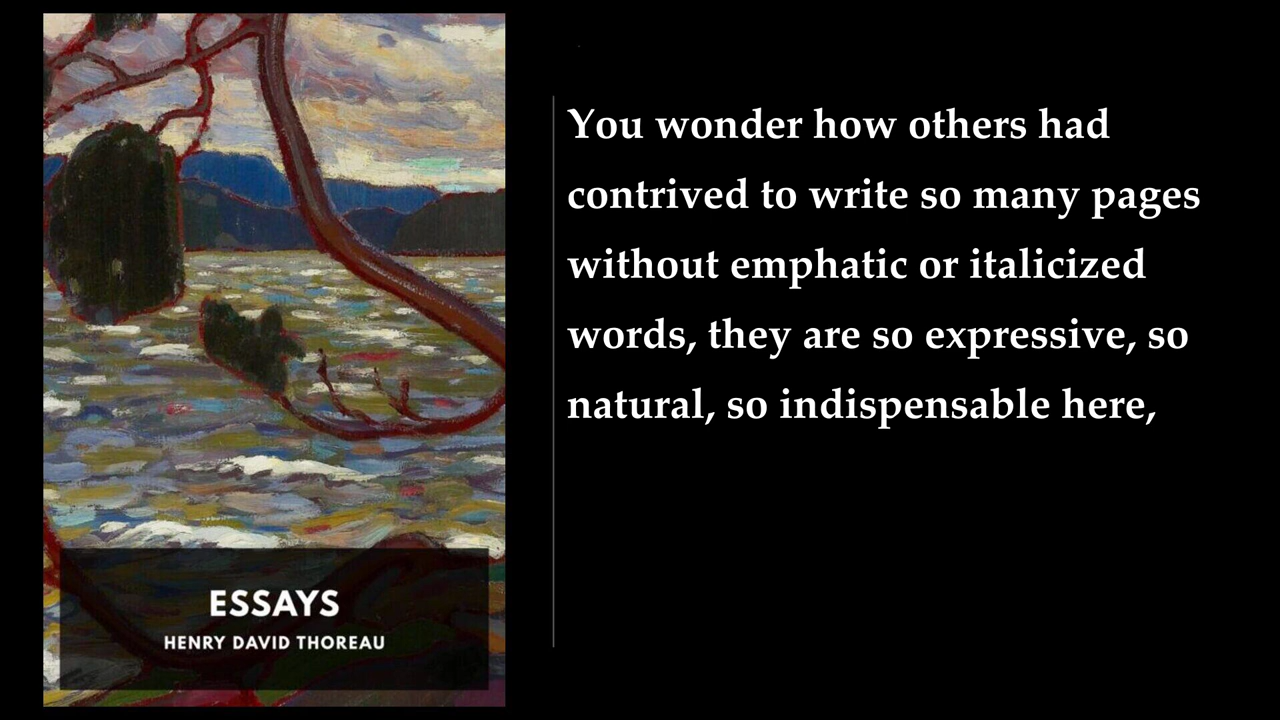 ESSAYS
HENRY DAVID THOREAU
You wonder how others had
contrived to write so many pages
without emphatic or italicized
words, they are so expressive, so
natural, so indispensable here,